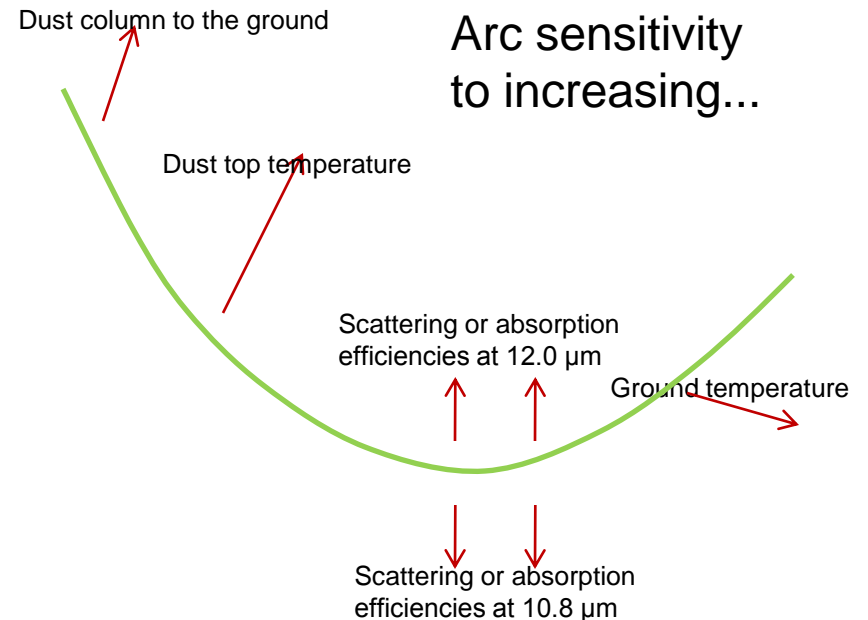 Dust column to the ground
Arc sensitivity
to increasing...
Dust top temperature
Scattering or absorption
efficiencies at 12.0 µm
Ground temperature
Scattering or absorption
efficiencies at 10.8 µm